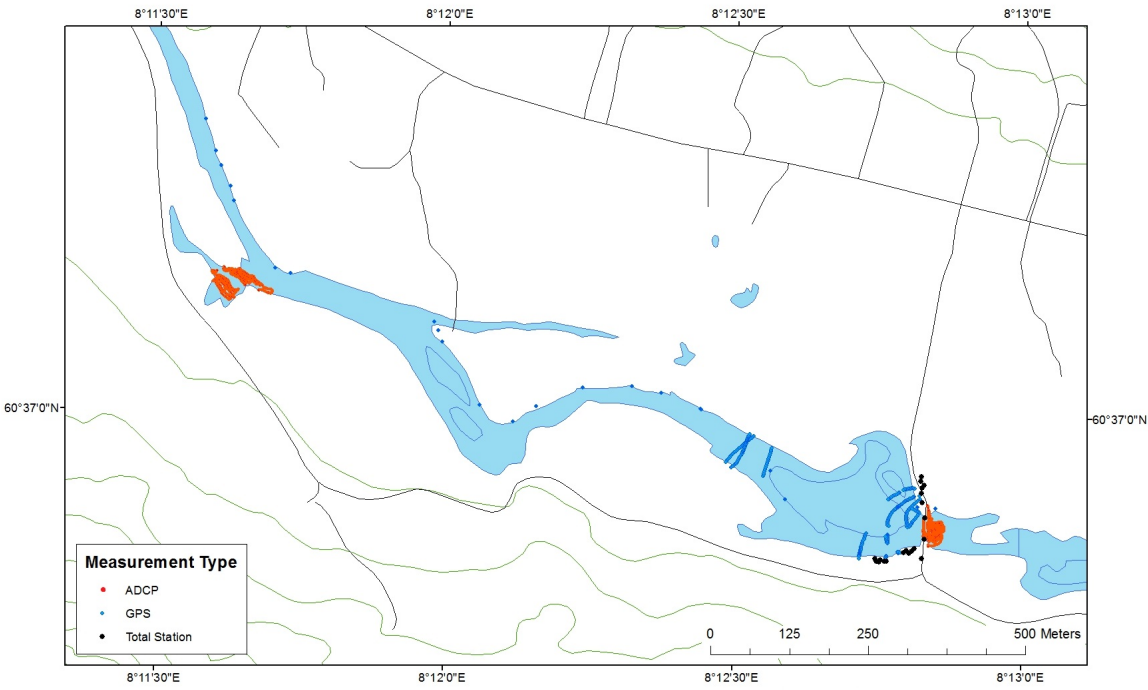 8°11'30"E 8°12'0"E 8°12'30"E 8°13'0"E
60°37'0"N
60°37'0"N
Measurement Type
ADCP
GPS
Total Station
0 125 250 500 Meters
8°11'30"E 8°12'0"E 8°12'30"E 8°13'0"E